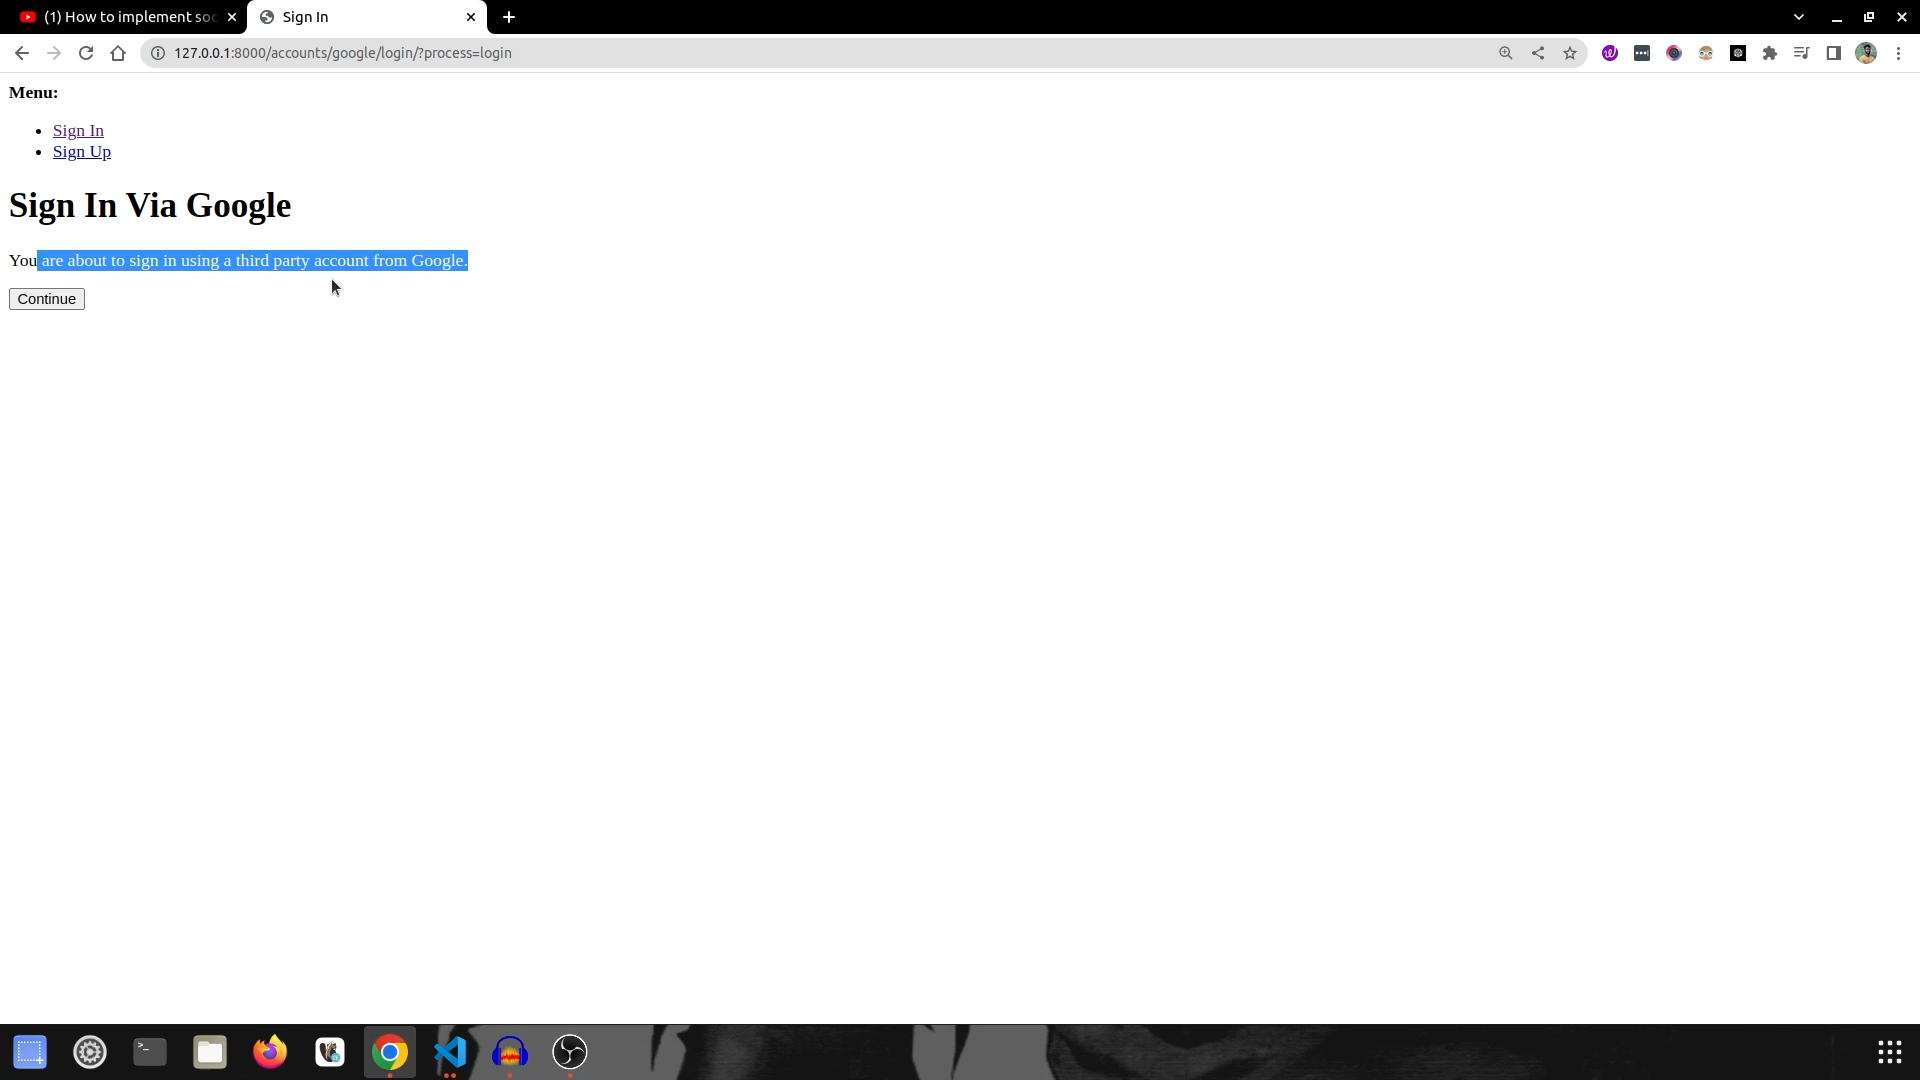 (1) How to implement soc
Sign In
127.0.0.1:8000/accounts/google/login/?process=login
Menu:
Sign In
Sign Up
Sign In Via Google
You are about to sign in using a third party account from Google.
Continue